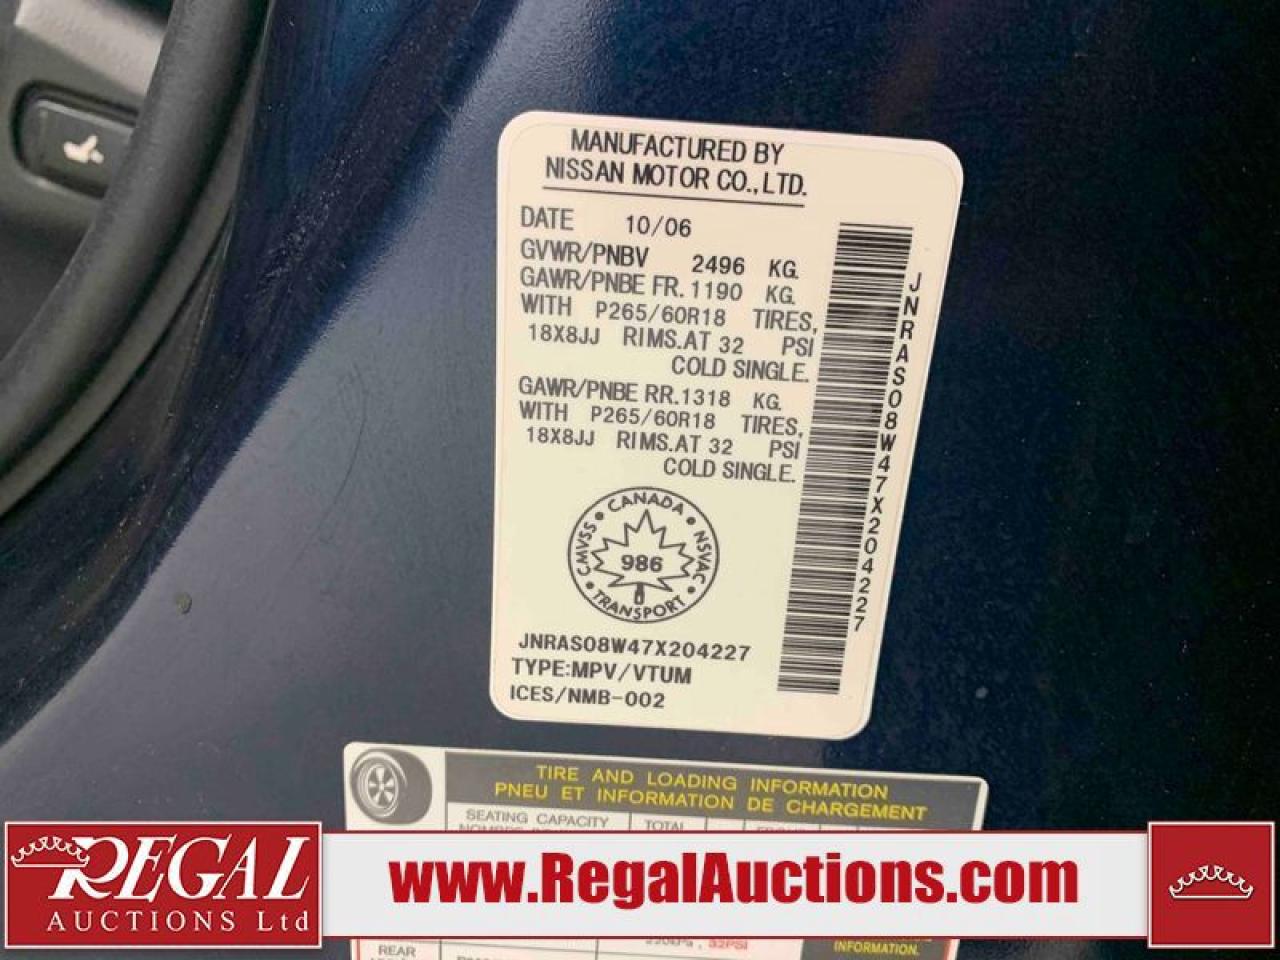 MANUFACTURED BY
NISSAN MOTOR CO., LTD.
DATE 10/06
GVWR/PNBV 2496 KG.
GAWR/PNBE FR. 1190 KG.
WITH P265/60R18 TIRES,
18X8JJ RIMS.AT 32 PSI
COLD SINGLE.
GAWR/PNBE RR. 1318 KG.
WITH P265/60R18 TIRES,
18X8JJ RIMS.AT 32 PSI
COLD SINGLE.
CANADA
CMVSS NSVAC
986
TRANSPORT
JNRAS08W47X204227
TYPE:MPV/VTUM
ICES/NMB-002
JNRAS08W47X204227
TIRE AND LOADING INFORMATION
PNEU ET INFORMATION DE CHARGEMENT
SEATING CAPACITY
TOTAL
REGAL
AUCTIONS Ltd
www.RegalAuctions.com
REAR
32PSI
INFORMATION.